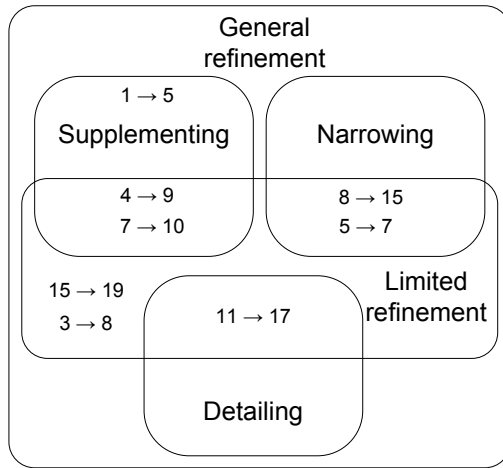 General
refinement
1 → 5
Supplementing
Narrowing
4 → 9
7 → 10
8 → 15
5 → 7
15 → 19
3 → 8
11 → 17
Limited
refinement
Detailing